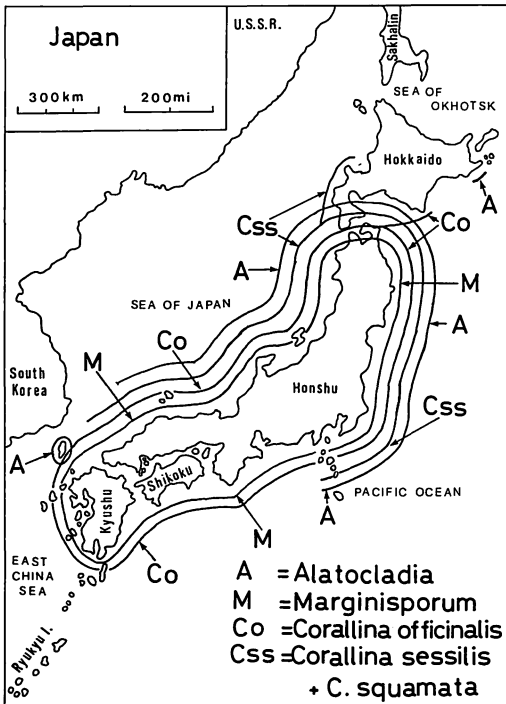 Japan
300km 200mi
U.S.S.R.
Sakhalin
SEA OF
OKHOTSK
Hokkaido
A
Css
Co
A
M
SEA OF JAPAN
A
Co
M
South
Korea
Honshu
Css
A
Shikoku
Kyushu
A
PACIFIC OCEAN
M
Co
EAST
CHINA
SEA
Ryukyu I.
A = Alatocladia
M = Marginisporum
Co = Corallina officinalis
Css = Corallina sessilis
+ C. squamata